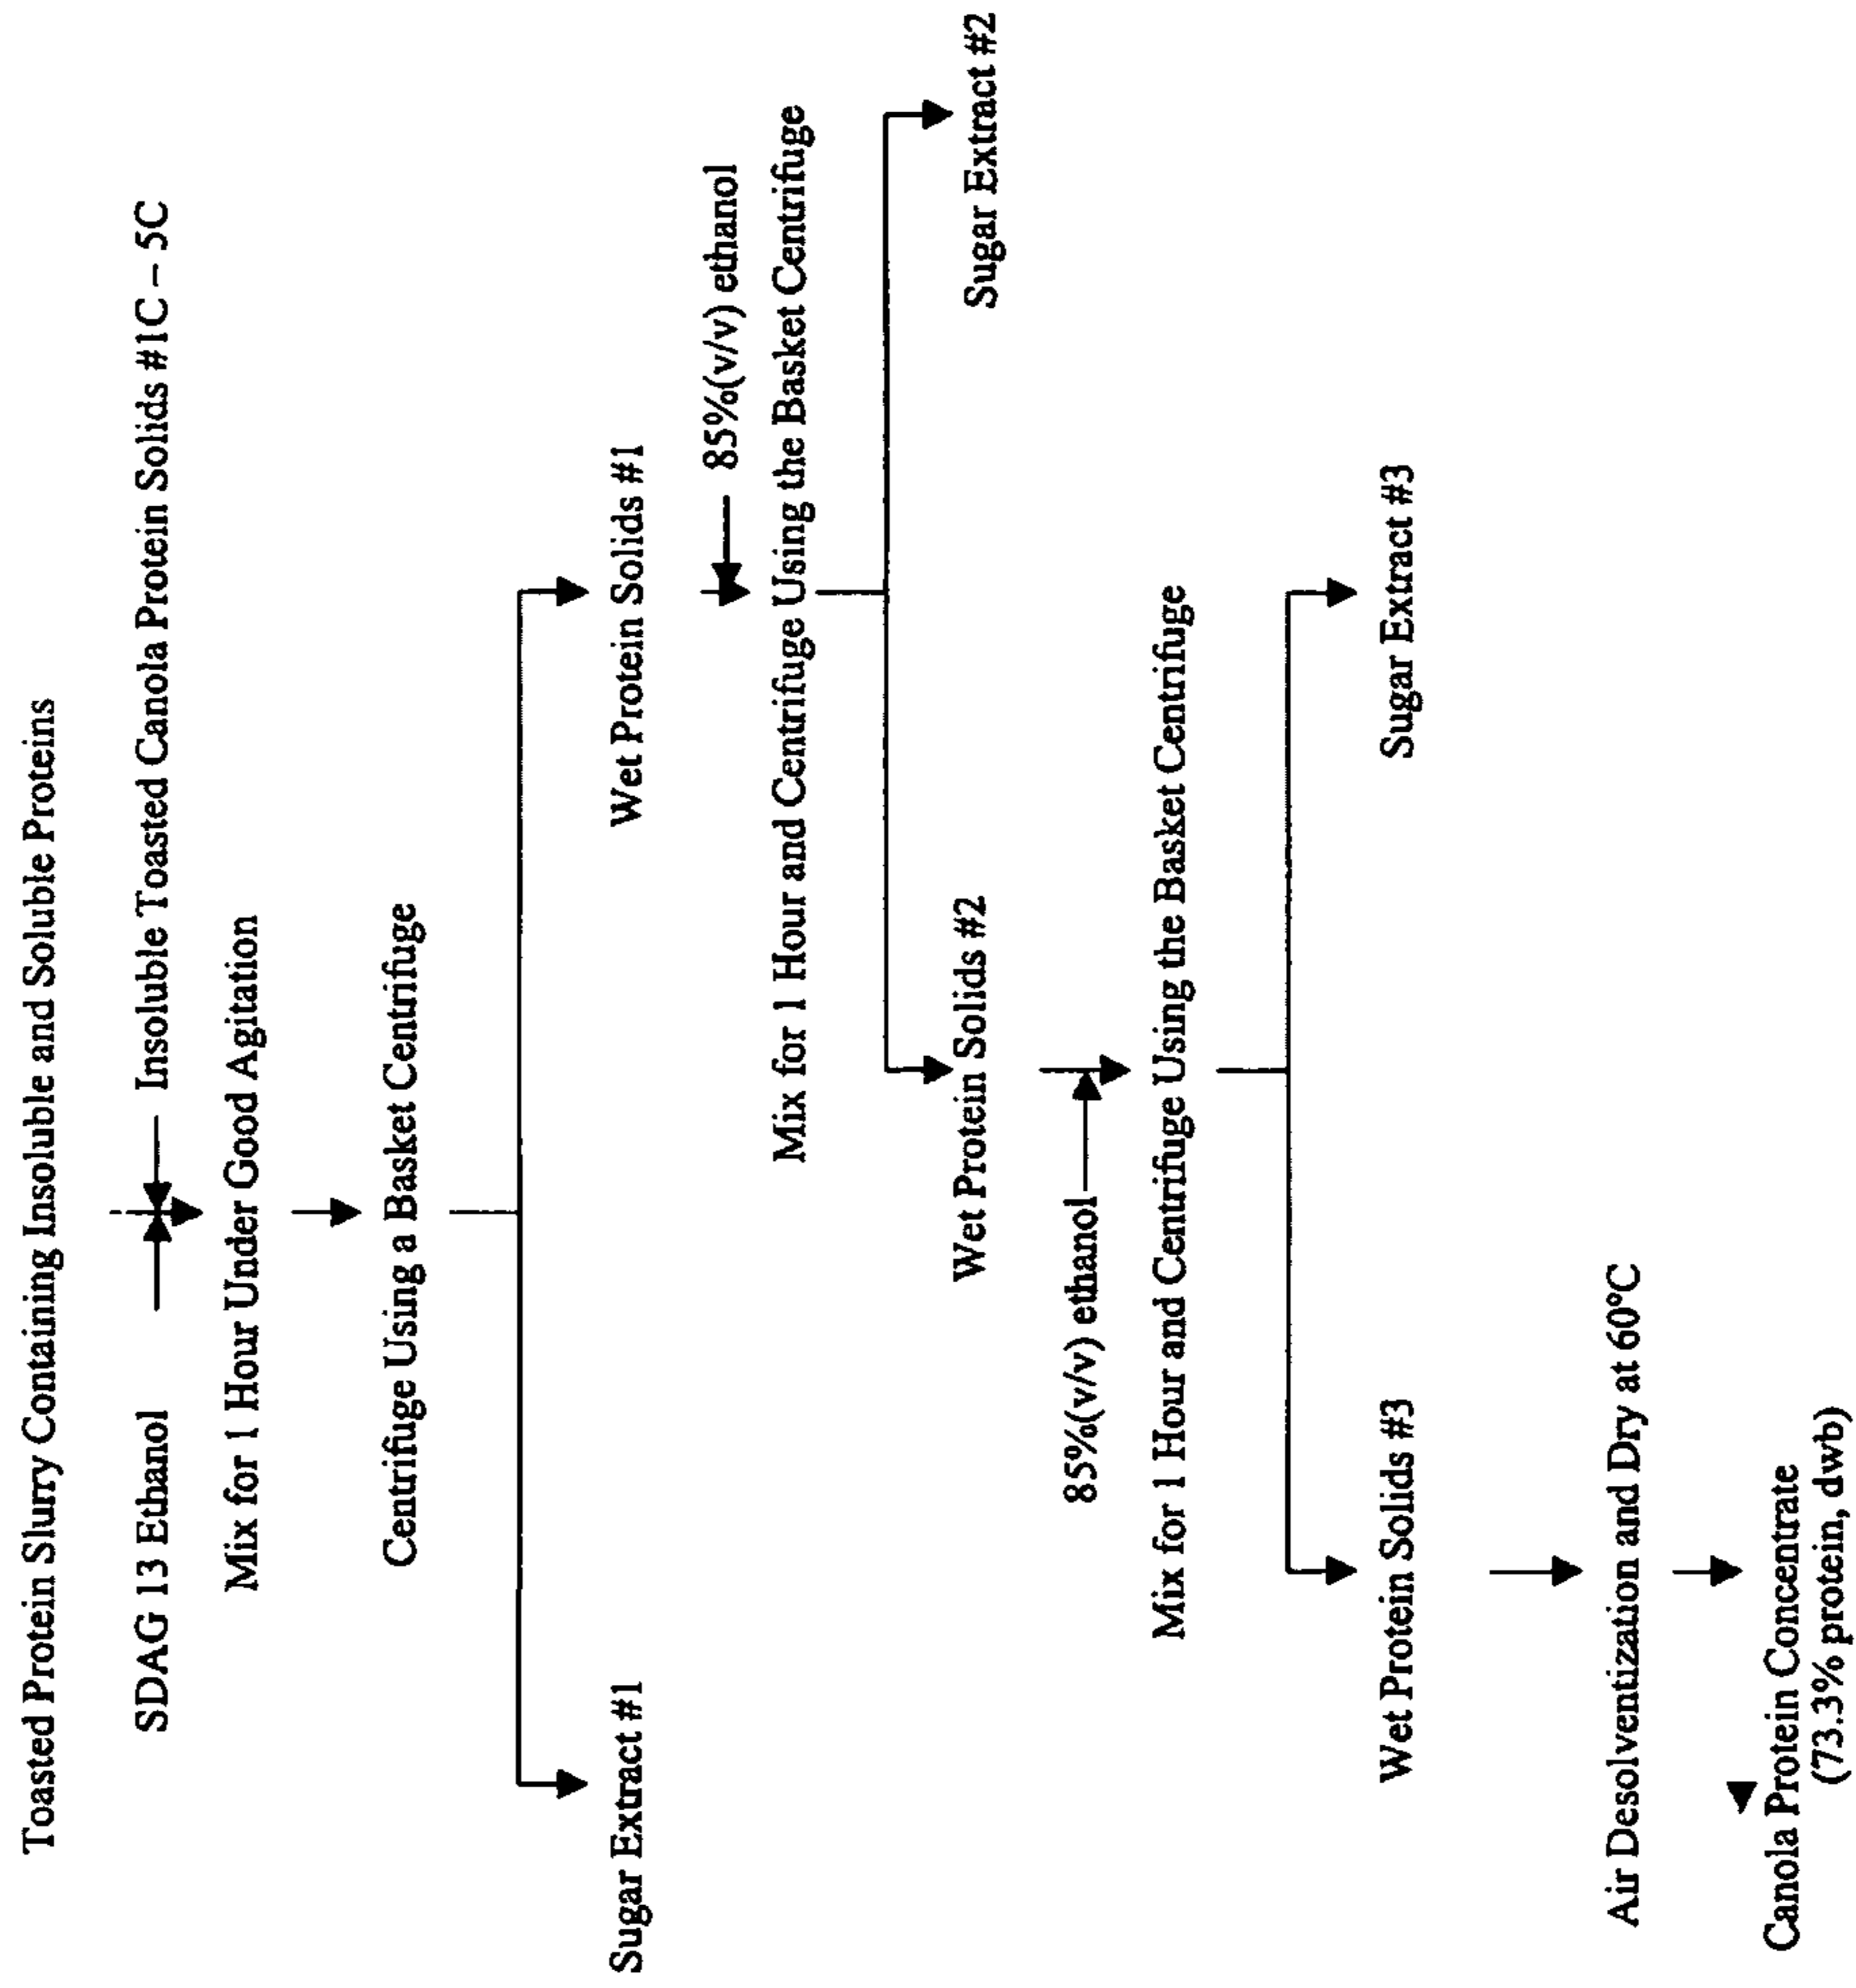 Toasted Protein Slurry Containing Insoluble and Soluble Proteins
SDAG 13 Ethanol
Insoluble Toasted Canola Protein Solids #1C – 5C
Mix for 1 Hour Under Good Agitation
Centrifuge Using a Basket Centrifuge
Sugar Extract #1
Wet Protein Solids #1
85%(v/v) ethanol
Mix for 1 Hour and Centrifuge Using the Basket Centrifuge
Wet Protein Solids #2
Sugar Extract #2
85%(v/v) ethanol
Mix for 1 Hour and Centrifuge Using the Basket Centrifuge
Wet Protein Solids #3
Sugar Extract #3
Air Desolventization and Dry at 60°C
Canola Protein Concentrate
(73.3% protein, dwb)